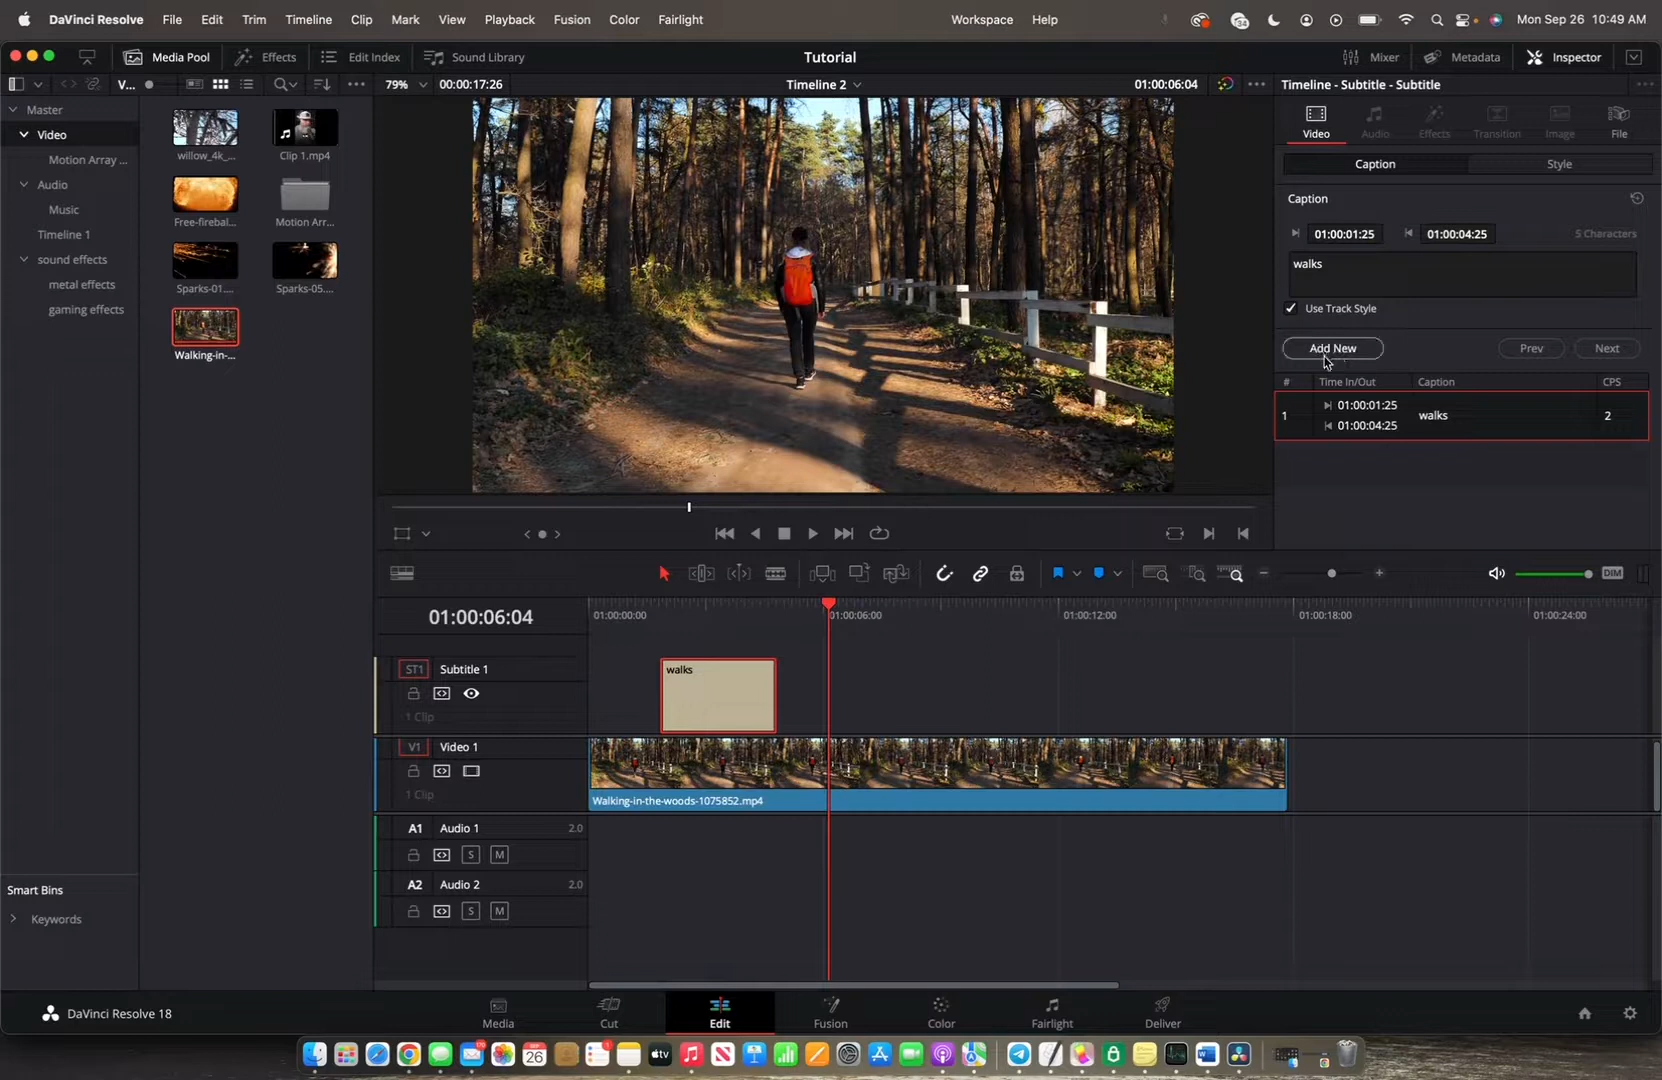 DaVinci Resolve File Edit Trim Timeline Clip Mark View Playback Fusion Color Fairlight Workspace Help Mon Sep 26 10:49 AM
Media Pool Effects Edit Index Sound Library Tutorial Mixer Metadata Inspector
V... 79% 00:00:17:26 Timeline 2 01:00:06:04 Timeline - Subtitle - Subtitle
Master
Video
Motion Array ...
Audio
Music
Timeline 1
sound effects
metal effects
gaming effects
willow_4k_... Clip 1.mp4
Free-firebal... Motion Arr...
Sparks-01.... Sparks-05....
Walking-in-...
Video Audio Effects Transition Image File
Caption Style
Caption
01:00:01:25 01:00:04:25 5 Characters
walks
Use Track Style
Add New Prev Next
# Time In/Out Caption CPS
1 01:00:01:25 walks 2
01:00:04:25
DIM
01:00:06:04 01:00:00:00 01:00:06:00 01:00:12:00 01:00:18:00 01:00:24:00
ST1 Subtitle 1 walks
1 Clip
V1 Video 1
1 Clip Walking-in-the-woods-1075852.mp4
A1 Audio 1 2.0
S M
A2 Audio 2 2.0
S M
Smart Bins
Keywords
DaVinci Resolve 18 Media Cut Edit Fusion Color Fairlight Deliver
SEP
26
tv